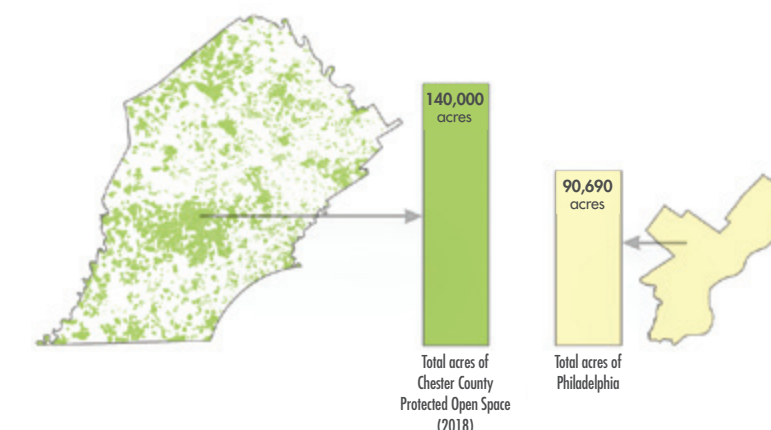 140,000
acres
90,690
acres
Total acres of
Chester County
Protected Open Space
(2018)
Total acres of
Philadelphia